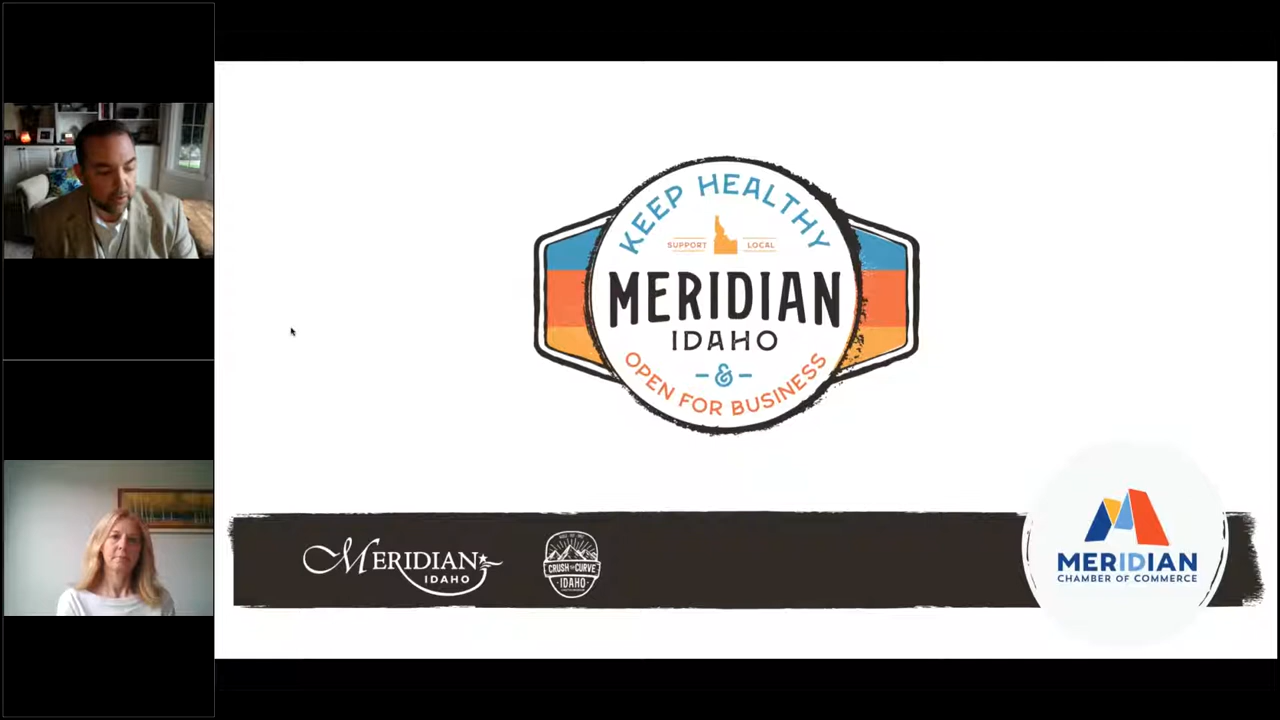 KEEP HEALTHY
SUPPORT LOCAL
MERIDIAN
IDAHO
&
OPEN FOR BUSINESS
MERIDIAN
IDAHO
CRUSH THE CURVE
IDAHO
MERIDIAN
CHAMBER OF COMMERCE